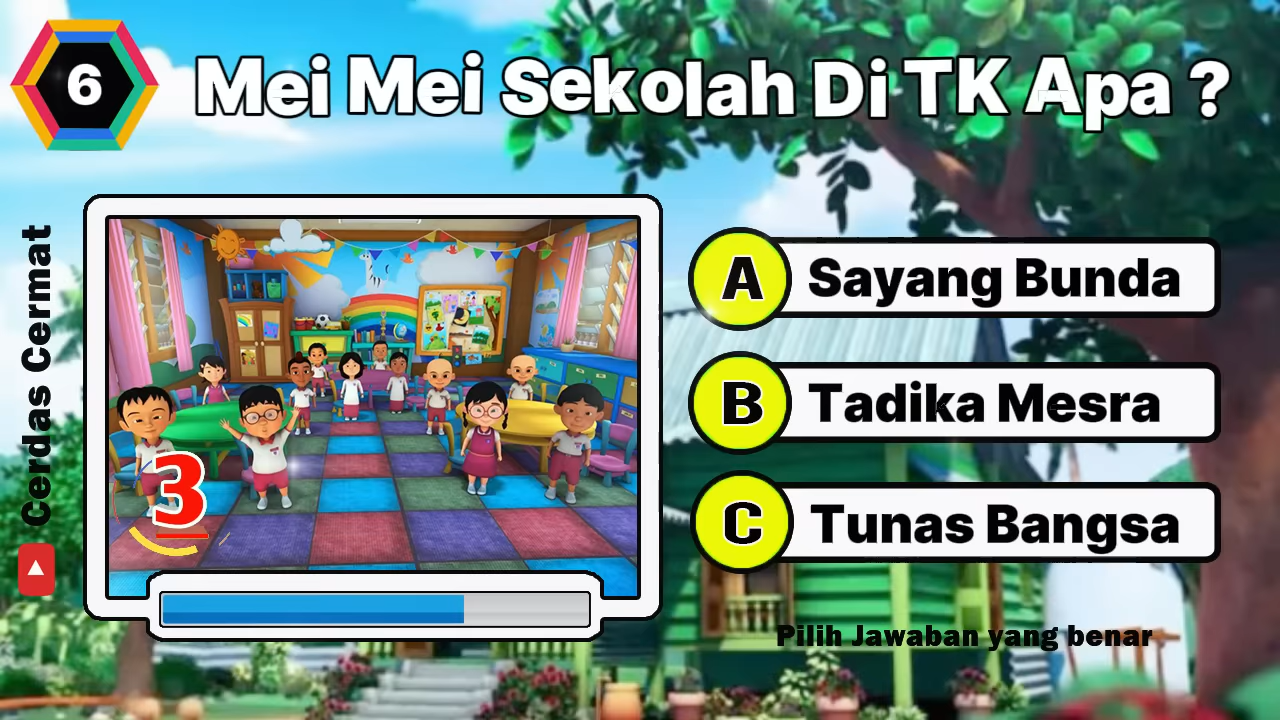 6
Mei Mei Sekolah Di TK Apa ?
Cerdas Cermat
3
A
Sayang Bunda
B
Tadika Mesra
C
Tunas Bangsa
Pilih Jawaban yang benar